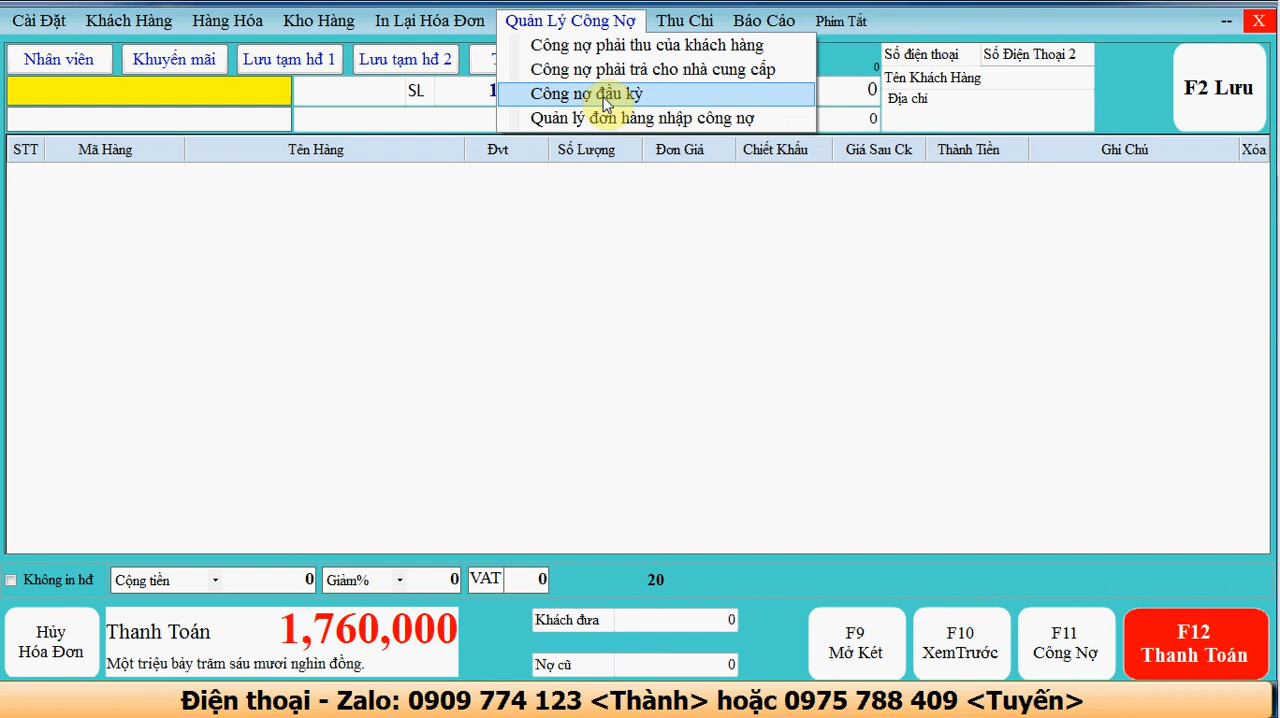 Cài Đặt Khách Hàng Hàng Hóa Kho Hàng In Lại Hóa Đơn Quản Lý Công Nợ Thu Chi Báo Cáo Phim Tắt -- X
Công nợ phải thu của khách hàng
Công nợ phải trả cho nhà cung cấp
Công nợ đầu kỳ
Quản lý đơn hàng nhập công nợ
Nhân viên Khuyến mãi Lưu tạm hđ 1 Lưu tạm hđ 2
0 Số điện thoại Số Điện Thoại 2
SL 1 0 Tên Khách Hàng
0 Địa chỉ
F2 Lưu
STT Mã Hàng Tên Hàng Đvt Số Lượng Đơn Giá Chiết Khấu Giá Sau Ck Thành Tiền Ghi Chú Xóa
Không in hđ Cộng tiền 0 Giảm% 0 VAT 0 20
Hủy
Hóa Đơn
Thanh Toán 1,760,000
Một triệu bảy trăm sáu mươi nghìn đồng.
Khách đưa 0
Nợ cũ 0
F9
Mở Két
F10
XemTrước
F11
Công Nợ
F12
Thanh Toán
Điện thoại - Zalo: 0909 774 123 <Thành> hoặc 0975 788 409 <Tuyến>